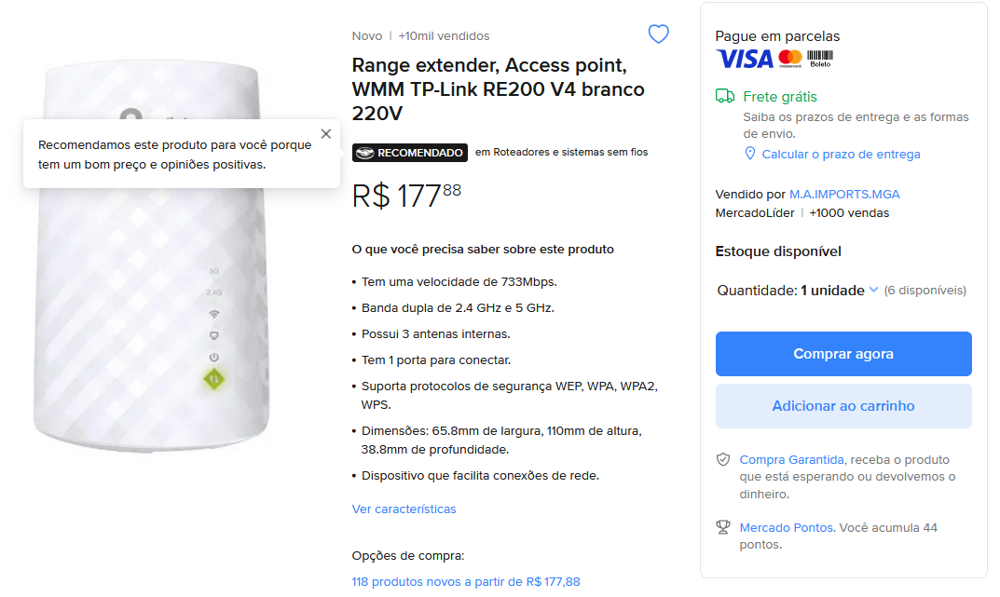 Novo | +10mil vendidos
Range extender, Access point,
WMM TP-Link RE200 V4 branco
220V
Recomendamos este produto para você porque
tem um bom preço e opiniões positivas.
RECOMENDADO em Roteadores e sistemas sem fios
R$ 177 88
O que você precisa saber sobre este produto
• Tem uma velocidade de 733Mbps.
• Banda dupla de 2.4 GHz e 5 GHz.
• Possui 3 antenas internas.
• Tem 1 porta para conectar.
• Suporta protocolos de segurança WEP, WPA, WPA2,
WPS.
• Dimensões: 65.8mm de largura, 110mm de altura,
38.8mm de profundidade.
• Dispositivo que facilita conexões de rede.
Ver características
Opções de compra:
118 produtos novos a partir de R$ 177,88
5G
2.4G
Pague em parcelas
VISA mastercard Boleto
Frete grátis
Saiba os prazos de entrega e as formas
de envio.
Calcular o prazo de entrega
Vendido por M.A.IMPORTS.MGA
MercadoLíder | +1000 vendas
Estoque disponível
Quantidade: 1 unidade (6 disponíveis)
Comprar agora
Adicionar ao carrinho
Compra Garantida, receba o produto
que está esperando ou devolvemos o
dinheiro.
Mercado Pontos. Você acumula 44
pontos.